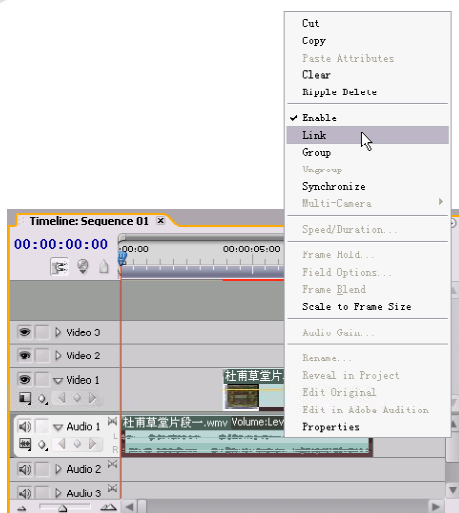 Cut
Copy
Paste Attributes
Clear
Ripple Delete
Enable
Link
Group
Ungroup
Synchronize
Multi-Camera
Speed/Duration...
Frame Hold...
Field Options...
Frame Blend
Scale to Frame Size
Audio Gain...
Rename...
Reveal in Project
Edit Original
Edit in Adobe Audition
Properties
Timeline: Sequence 01
00:00:00:00
:00:00
00:00:05:00
Video 3
Video 2
Video 1
杜甫草堂片
Audio 1
L
R
杜甫草堂片段一.wmv Volume:Lev
Audio 2
Audio 3